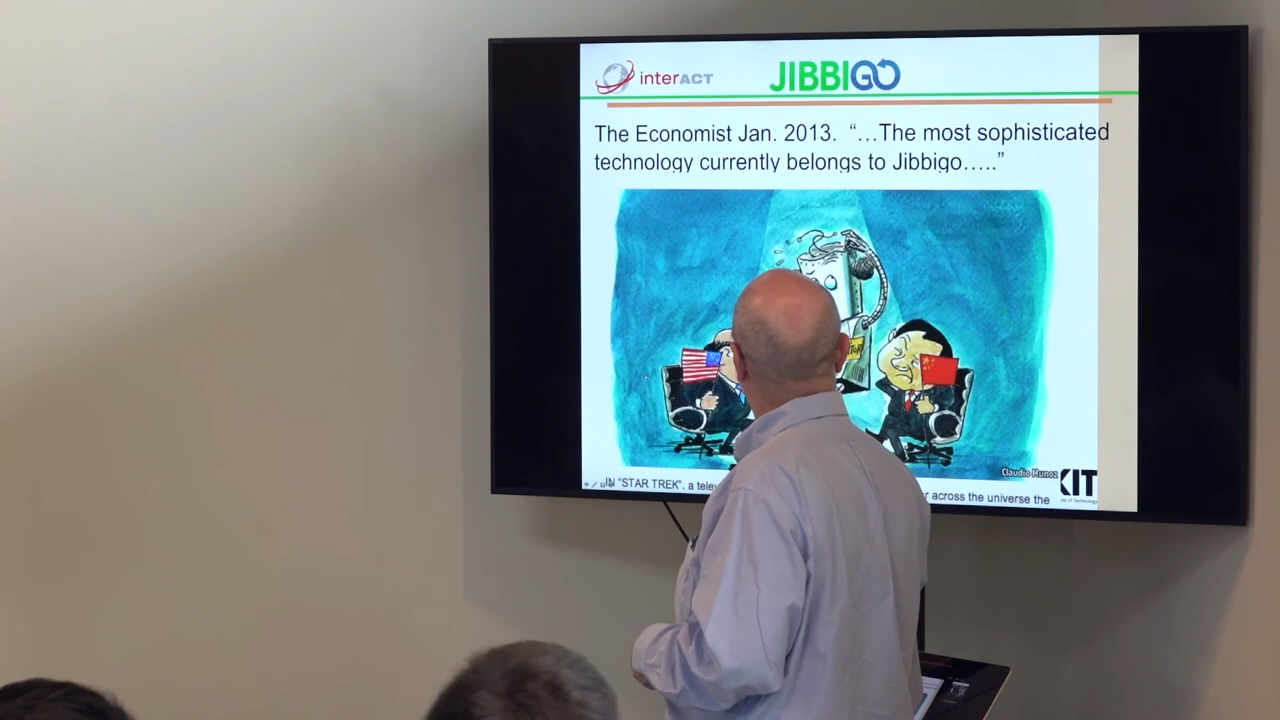 interACT
JIBBIGO
The Economist Jan. 2013. “…The most sophisticated
technology currently belongs to Jibbigo…..”
Claudio Munoz
KIT
IN "STAR TREK", a
r across the universe the